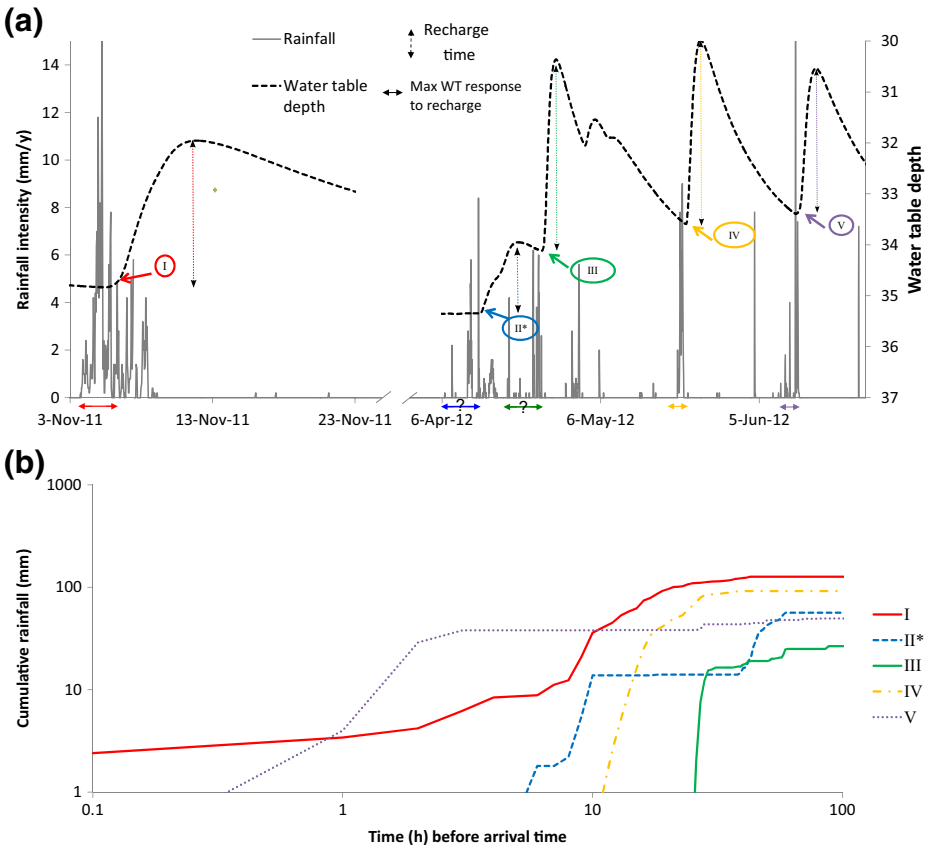 (a)
Rainfall
Recharge time
Water table depth
Max WT response to recharge
Rainfall intensity (mm/y)
14
12
10
8
6
4
2
0
30
31
32
33
34
35
36
37
Water table depth
I
II*
III
IV
V
?
?
3-Nov-11
13-Nov-11
23-Nov-11
6-Apr-12
6-May-12
5-Jun-12
(b)
Cumulative rainfall (mm)
1000
100
10
1
0.1
1
10
100
Time (h) before arrival time
I
II*
III
IV
V